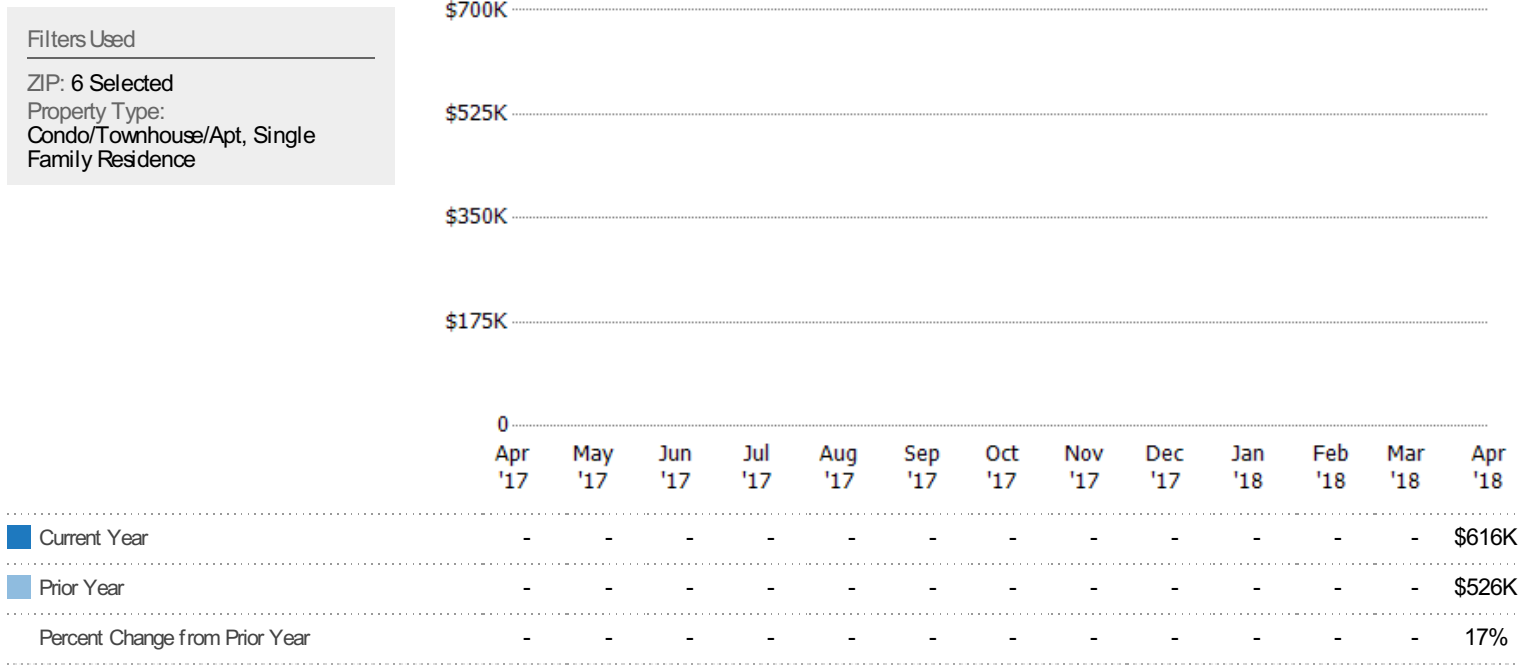 Filters Used
ZIP: 6 Selected
Property Type:
Condo/Townhouse/Apt, Single
Family Residence
$700K
$525K
$350K
$175K
0
Apr May Jun Jul Aug Sep Oct Nov Dec Jan Feb Mar Apr
'17 '17 '17 '17 '17 '17 '17 '17 '17 '18 '18 '18 '18
Current Year - - - - - - - - - - - - $616K
Prior Year - - - - - - - - - - - - $526K
Percent Change from Prior Year - - - - - - - - - - - - 17%